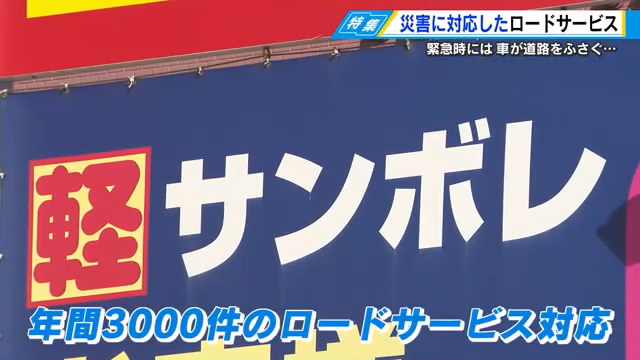 特集 災害に対応したロードサービス
緊急時には 車が道路をふさぐ…
軽 サンボレ
年間3000件のロードサービス対応